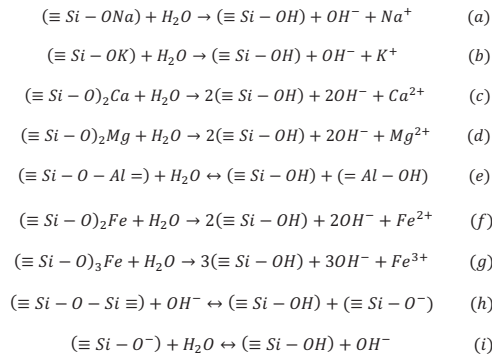 (≡ Si − ONa) + H₂O → (≡ Si − OH) + OH⁻ + Na⁺ (a)
(≡ Si − OK) + H₂O → (≡ Si − OH) + OH⁻ + K⁺ (b)
(≡ Si − O)₂Ca + H₂O → 2(≡ Si − OH) + 2OH⁻ + Ca²⁺ (c)
(≡ Si − O)₂Mg + H₂O → 2(≡ Si − OH) + 2OH⁻ + Mg²⁺ (d)
(≡ Si − O − Al =) + H₂O ↔ (≡ Si − OH) + (= Al − OH) (e)
(≡ Si − O)₂Fe + H₂O → 2(≡ Si − OH) + 2OH⁻ + Fe²⁺ (f)
(≡ Si − O)₃Fe + H₂O → 3(≡ Si − OH) + 3OH⁻ + Fe³⁺ (g)
(≡ Si − O − Si ≡) + OH⁻ ↔ (≡ Si − OH) + (≡ Si − O⁻) (h)
(≡ Si − O⁻) + H₂O ↔ (≡ Si − OH) + OH⁻ (i)